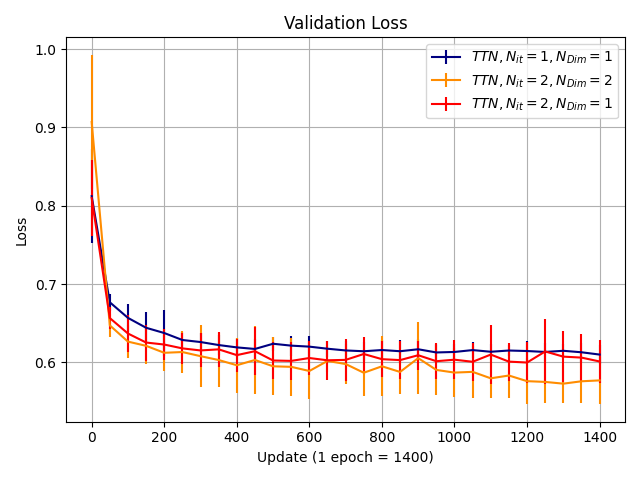 Validation Loss
TTN, N_it = 1, N_Dim = 1
TTN, N_it = 2, N_Dim = 2
TTN, N_it = 2, N_Dim = 1
1.0
0.9
0.8
0.7
0.6
Loss
0 200 400 600 800 1000 1200 1400
Update (1 epoch = 1400)